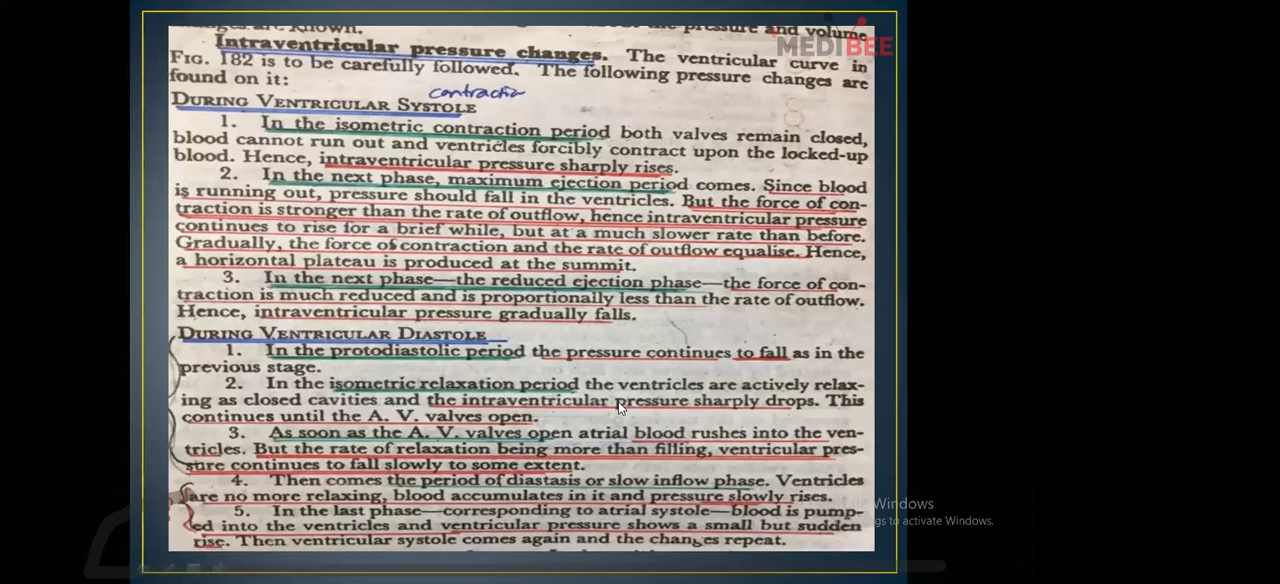 pressure and volume
MEDIBEE
Intraventricular pressure changes. The ventricular curve in
FIG. 182 is to be carefully followed. The following pressure changes are
found on it:
contractio
DURING VENTRICULAR SYSTOLE
1. In the isometric contraction period both valves remain closed,
blood cannot run out and ventricles forcibly contract upon the locked-up
blood. Hence, intraventricular pressure sharply rises.
2. In the next phase, maximum ejection period comes. Since blood
is running out, pressure should fall in the ventricles. But the force of con-
traction is stronger than the rate of outflow, hence intraventricular pressure
continues to rise for a brief while, but at a much slower rate than before.
Gradually, the force of contraction and the rate of outflow equalise. Hence,
a horizontal plateau is produced at the summit.
3. In the next phase—the reduced ejection phase—the force of con-
traction is much reduced and is proportionally less than the rate of outflow.
Hence, intraventricular pressure gradually falls.
DURING VENTRICULAR DIASTOLE
1. In the protodiastolic period the pressure continues to fall as in the
previous stage.
2. In the isometric relaxation period the ventricles are actively relax-
ing as closed cavities and the intraventricular pressure sharply drops. This
continues until the A. V. valves open.
3. As soon as the A. V. valves open atrial blood rushes into the ven-
tricles. But the rate of relaxation being more than filling, ventricular pres-
sure continues to fall slowly to some extent.
4. Then comes the period of diastasis or slow inflow phase. Ventricles
are no more relaxing, blood accumulates in it and pressure slowly rises.
5. In the last phase—corresponding to atrial systole—blood is pump-
ed into the ventricles and ventricular pressure shows a small but sudden
rise. Then ventricular systole comes again and the changes repeat.
Windows
gs to activate Windows.